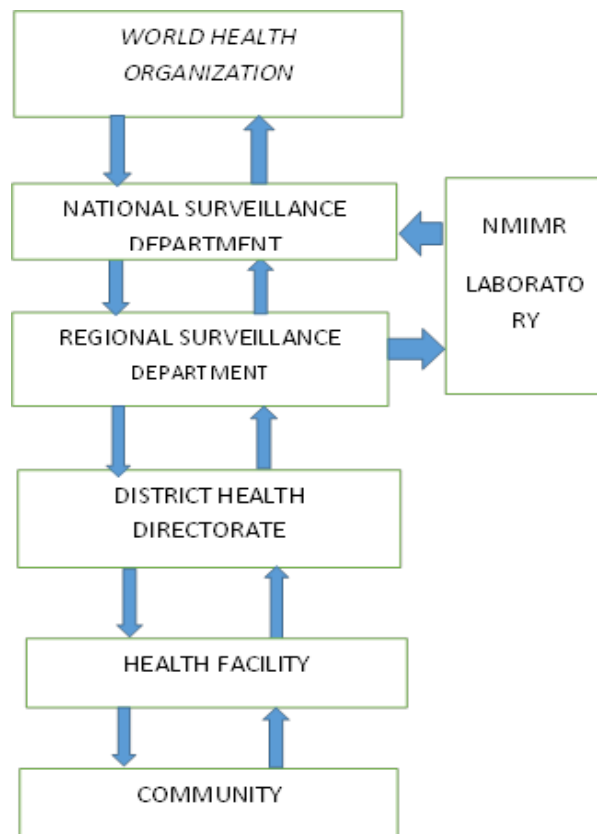 WORLD HEALTH
ORGANIZATION
NATIONAL SURVEILLANCE
DEPARTMENT
NMIMR
LABORATO
RY
REGIONAL SURVEILLANCE
DEPARTMENT
DISTRICT HEALTH
DIRECTORATE
HEALTH FACILITY
COMMUNITY